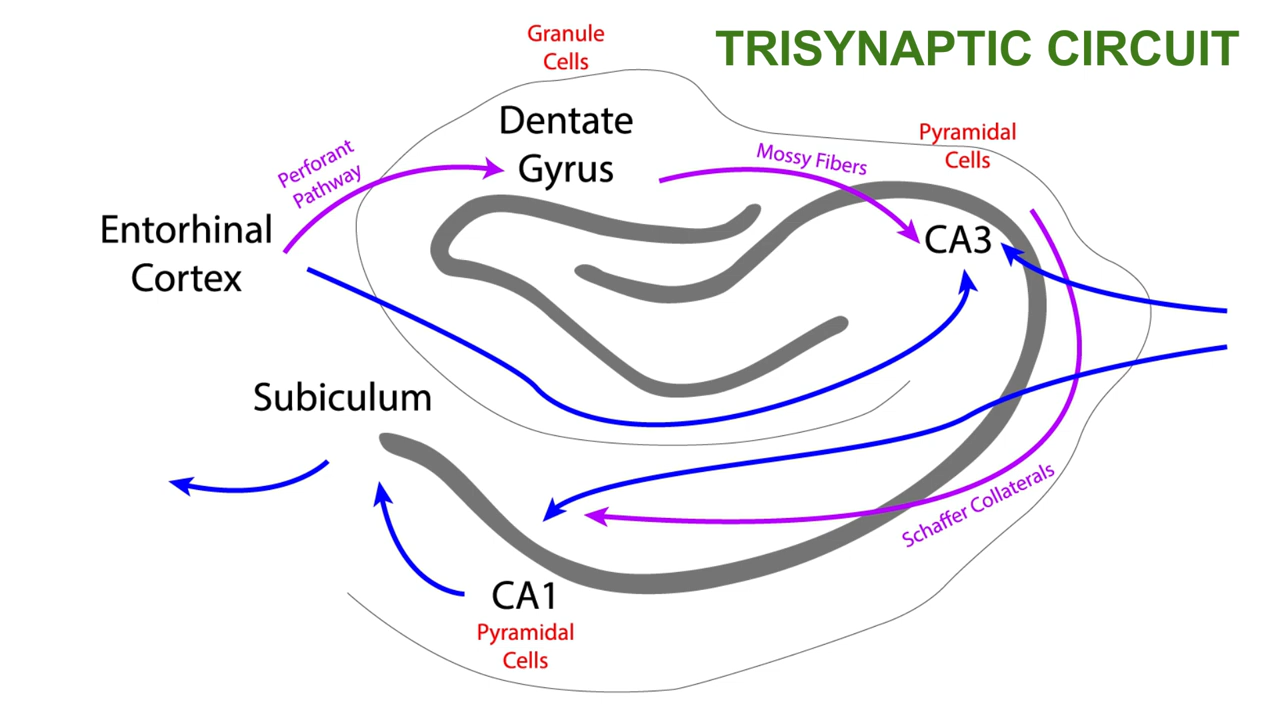 TRISYNAPTIC CIRCUIT
Granule
Cells
Dentate
Gyrus
Perforant
Pathway
Mossy Fibers
Pyramidal
Cells
Entorhinal
Cortex
CA3
Subiculum
Schaffer Collaterals
CA1
Pyramidal
Cells